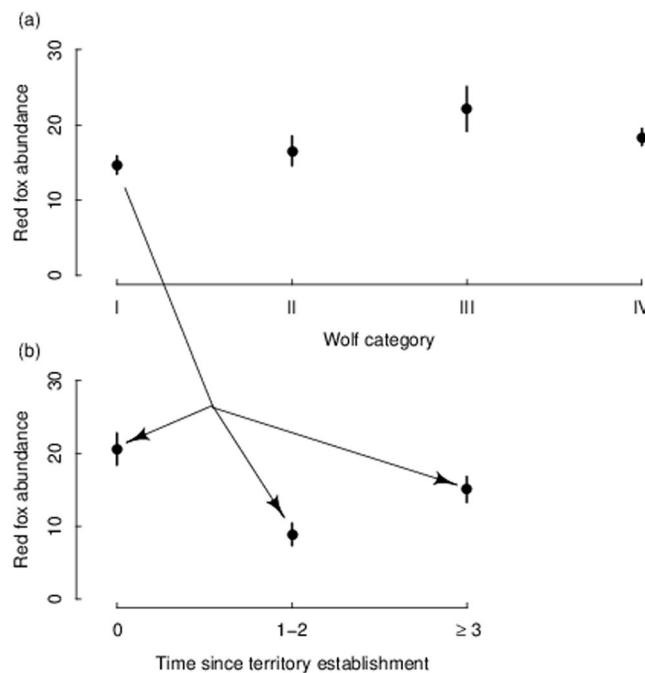 (a)
Red fox abundance
30
20
10
0
I II III IV
Wolf category
(b)
Red fox abundance
30
20
10
0
0 1−2 ≥ 3
Time since territory establishment